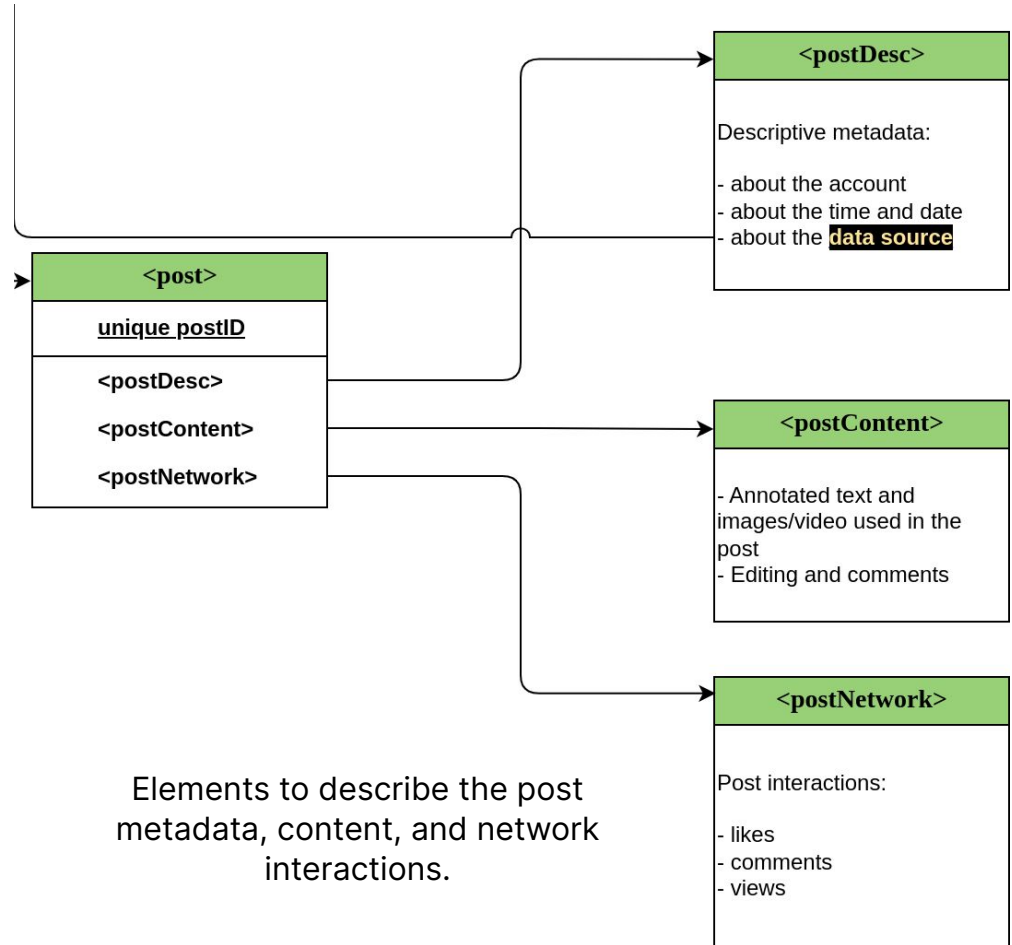 <postDesc>
Descriptive metadata:
- about the account
- about the time and date
- about the data source
<post>
unique postID
<postDesc>
<postContent>
<postNetwork>
<postContent>
- Annotated text and
images/video used in the
post
- Editing and comments
<postNetwork>
Post interactions:
- likes
- comments
- views
Elements to describe the post
metadata, content, and network
interactions.